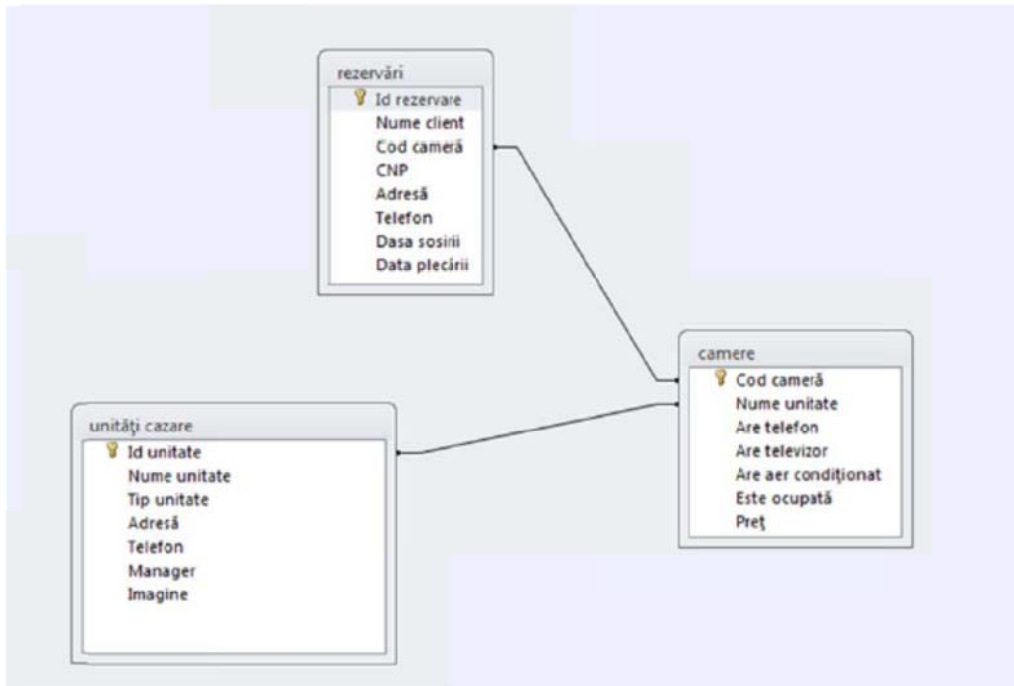 rezervări
Id rezervare
Nume client
Cod cameră
CNP
Adresă
Telefon
Dasa sosirii
Data plecării
camere
Cod cameră
Nume unitate
Are telefon
Are televizor
Are aer condiţionat
Este ocupată
Preţ
unităţi cazare
Id unitate
Nume unitate
Tip unitate
Adresă
Telefon
Manager
Imagine